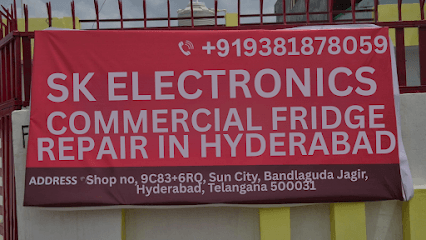 +919381878059
SK ELECTRONICS
COMMERCIAL FRIDGE
REPAIR IN HYDERABAD
ADDRESS Shop no, 9C83+6RQ, Sun City, Bandlaguda Jagir,
Hyderabad, Telangana 500031